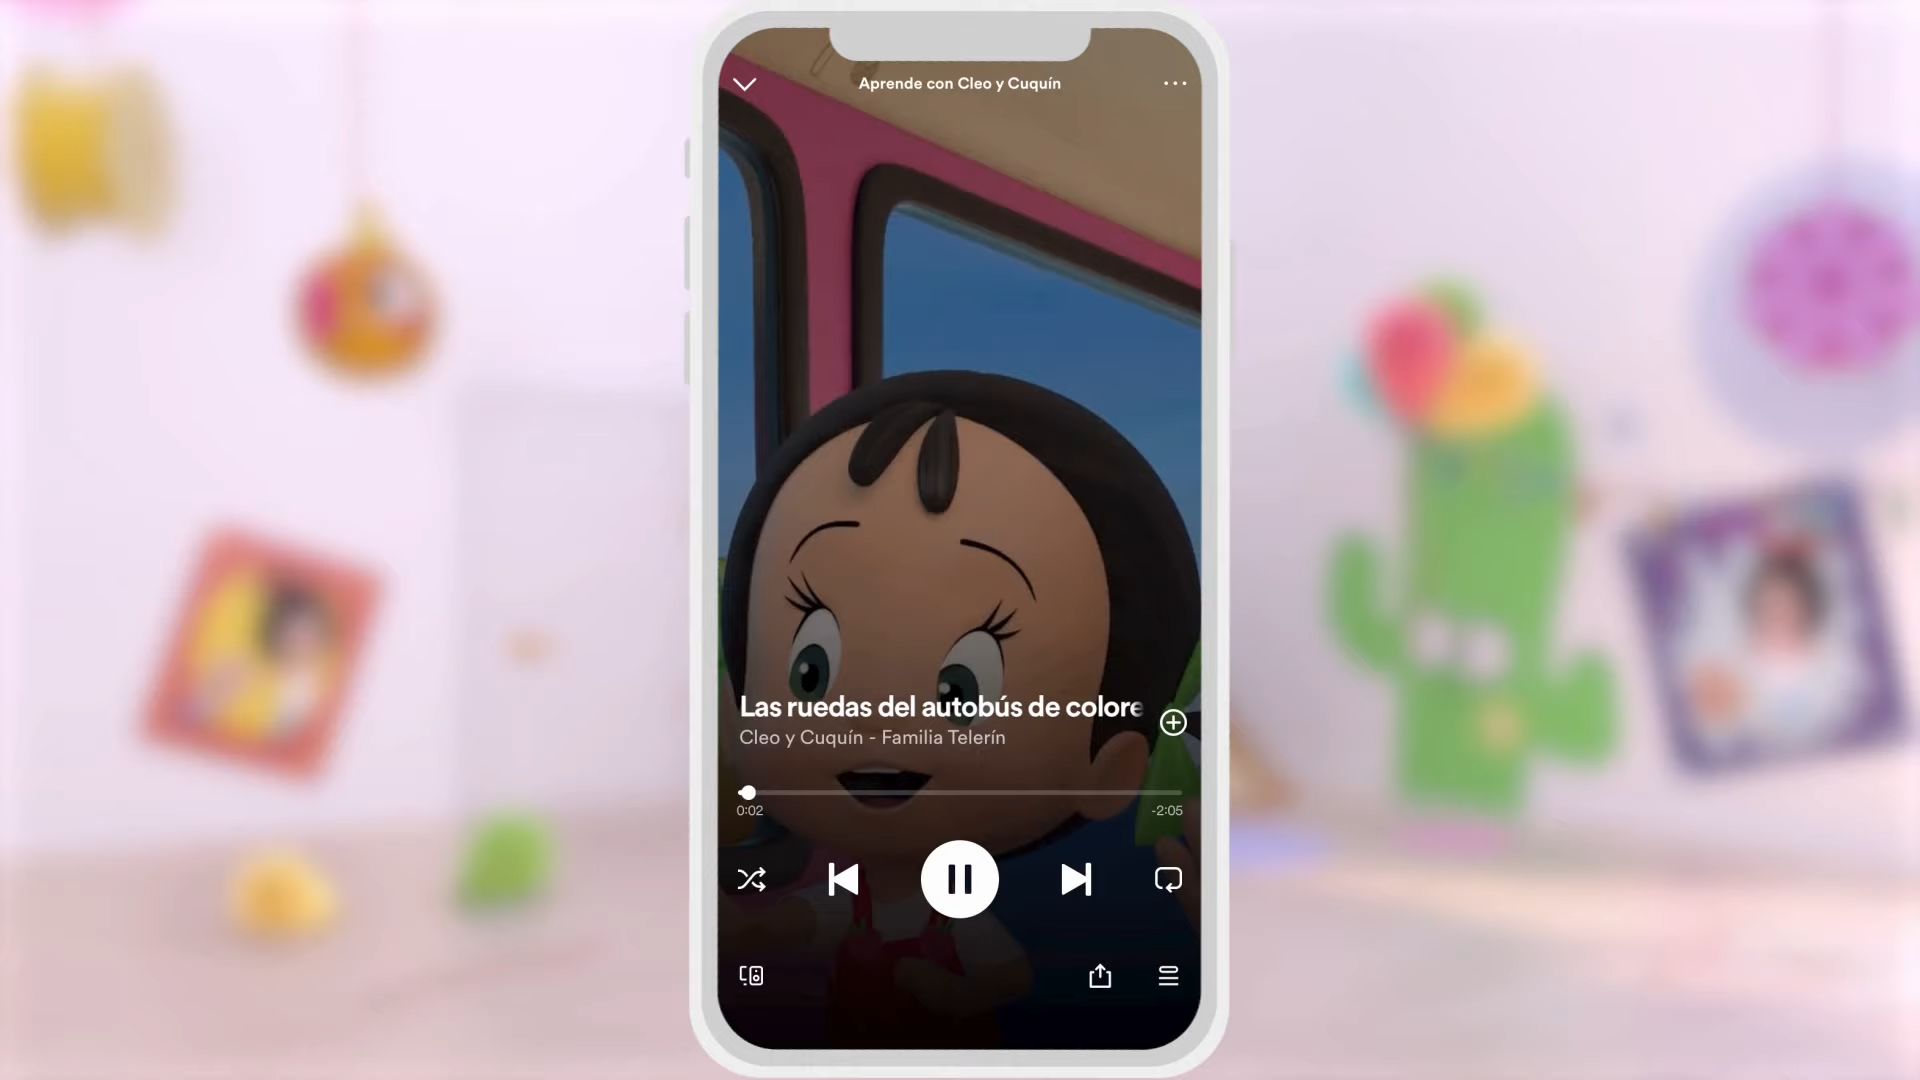 Aprende con Cleo y Cuquín
Las ruedas del autobús de colore
Cleo y Cuquín - Familia Telerín
0:02
-2:05